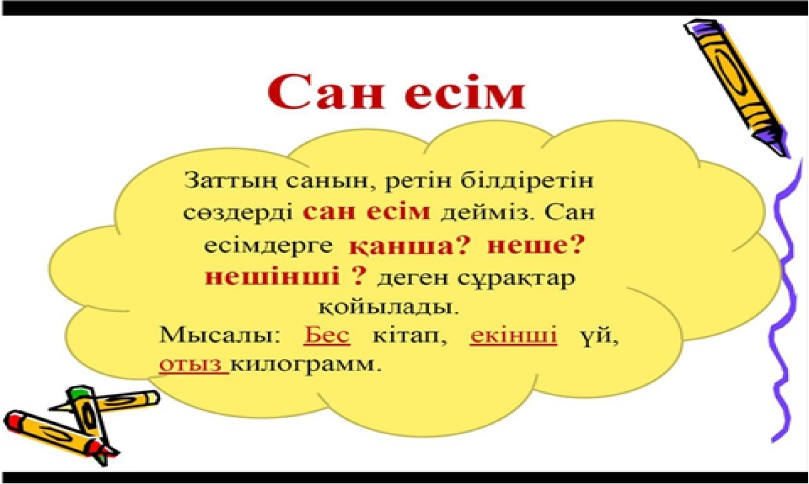 Сан есім
Заттың санын, ретін білдіретін
сөздерді сан есім дейміз. Сан
есімдерге қанша? неше?
нешінші ? деген сұрақтар
қойылады.
Мысалы: Бес кітап, екінші үй,
отыз килограмм.